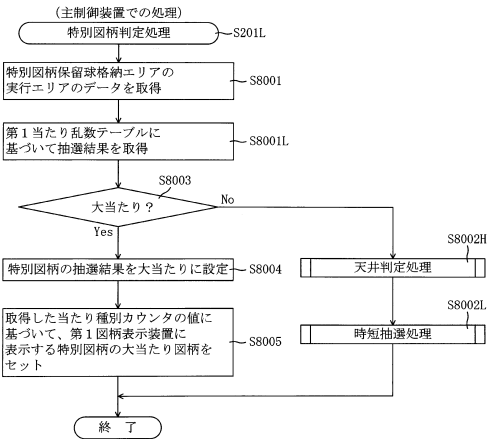 (主制御装置での処理)
特別図柄判定処理
S201L
特別図柄保留球格納エリアの
実行エリアのデータを取得
S8001
第1当たり乱数テーブルに
基づいて抽選結果を取得
S8001L
S8003
大当たり？
No
Yes
S8002H
天井判定処理
特別図柄の抽選結果を大当たりに設定
S8004
S8002L
時短抽選処理
取得した当たり種別カウンタの値に
基づいて、第1図柄表示装置に
表示する特別図柄の大当たり図柄を
セット
S8005
終 了